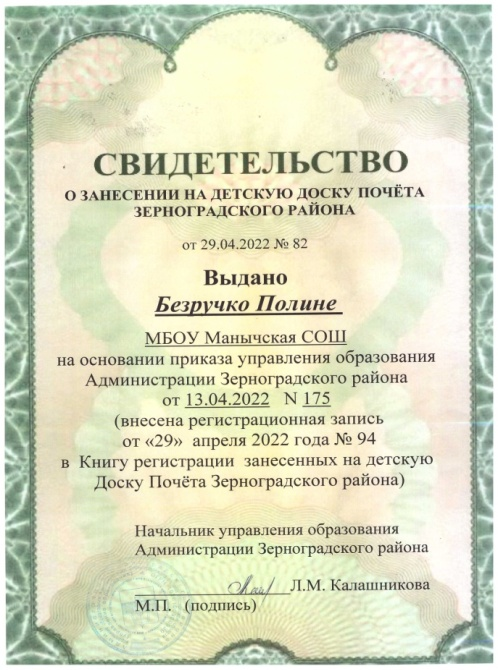 СВИДЕТЕЛЬСТВО
О ЗАНЕСЕНИИ НА ДЕТСКУЮ ДОСКУ ПОЧЁТА
ЗЕРНОГРАДСКОГО РАЙОНА
от 29.04.2022 № 82
Выдано
Безручко Полине
МБОУ Манычская СОШ
на основании приказа управления образования
Администрации Зерноградского района
от 13.04.2022 N 175
(внесена регистрационная запись
от «29» апреля 2022 года № 94
в Книгу регистрации занесенных на детскую
Доску Почёта Зерноградского района)
Начальник управления образования
Администрации Зерноградского района
Л.М. Калашникова
М.П. (подпись)